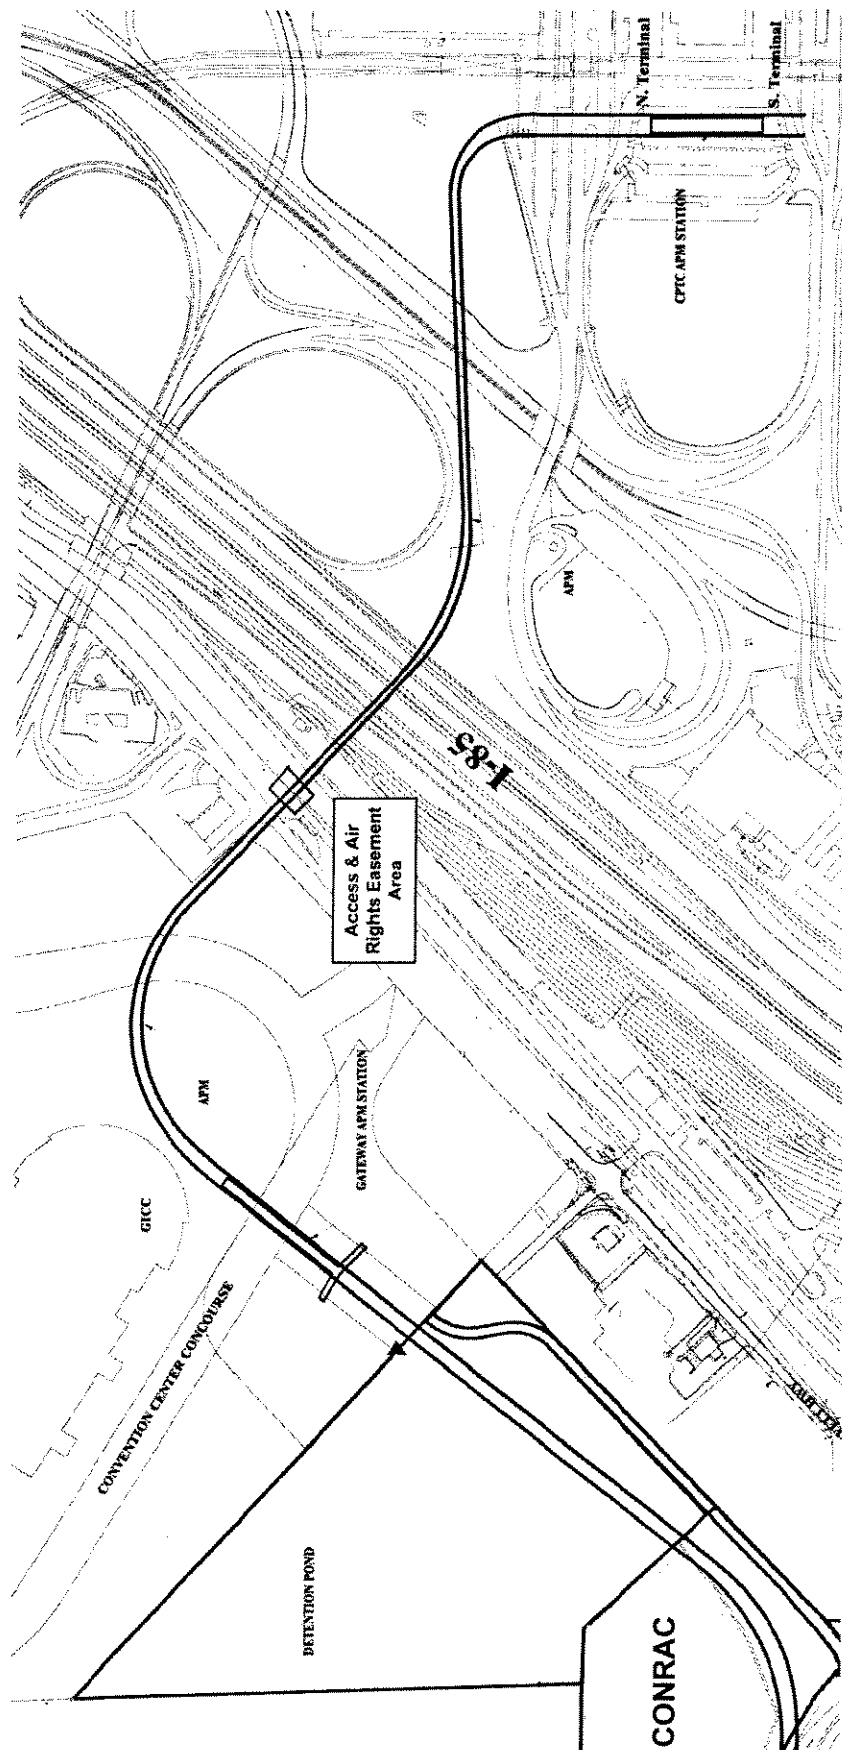 N. Terminal
S. Terminal
CPTC APM STATION
APM
I-85
Access & Air
Rights Easement
Area
APM
GATEWAY APM STATION
GICC
CONVENTION CENTER CONCOURSE
DETENTION POND
CONRAC